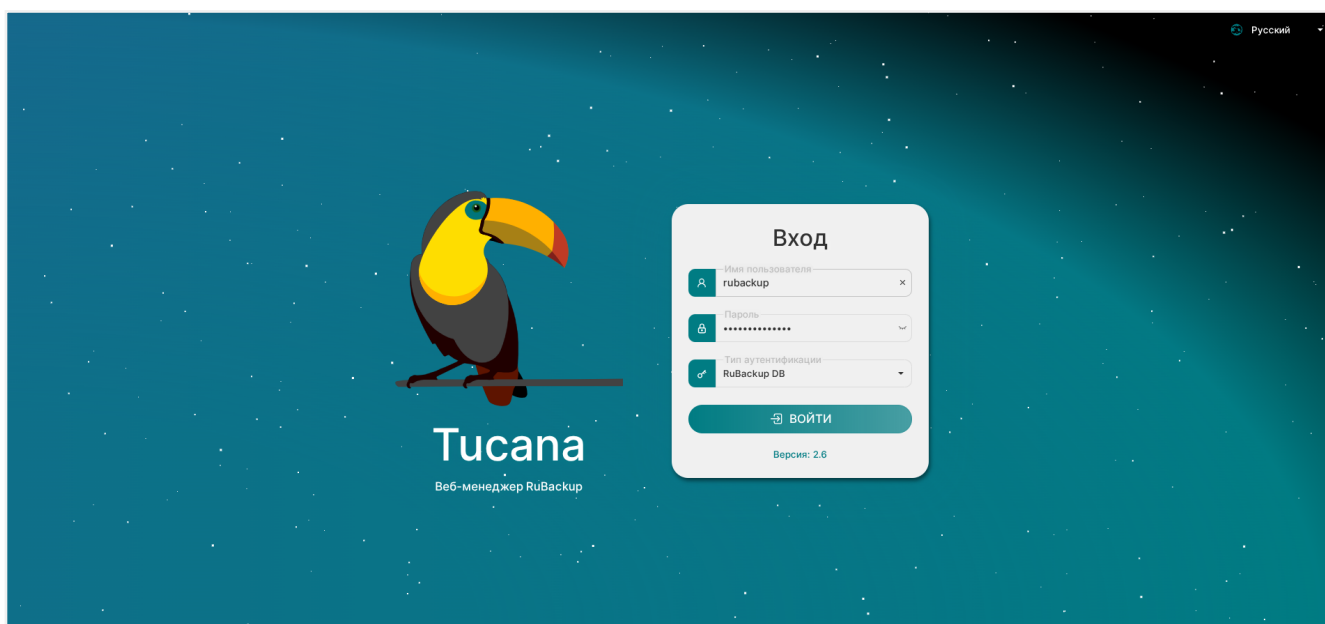 Русский
Вход
Имя пользователя
rubackup
Пароль
••••••••••••••
Тип аутентификации
RuBackup DB
ВОЙТИ
Версия: 2.6
Tucana
Веб-менеджер RuBackup